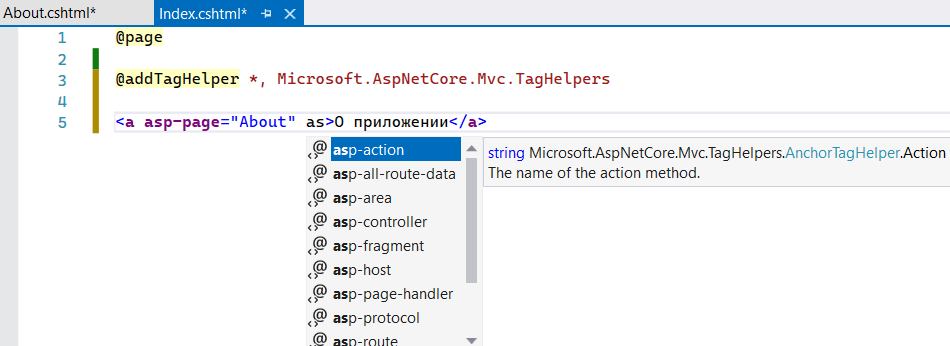 About.cshtml* Index.cshtml*
1 @page
2
3 @addTagHelper *, Microsoft.AspNetCore.Mvc.TagHelpers
4
5 <a asp-page="About" as>О приложении</a>
asp-action
asp-all-route-data
asp-area
asp-controller
asp-fragment
asp-host
asp-page-handler
asp-protocol
asp-route
string Microsoft.AspNetCore.Mvc.TagHelpers.AnchorTagHelper.Action
The name of the action method.